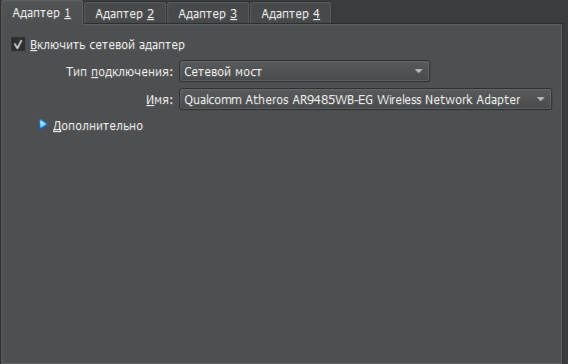 Адаптер 1 Адаптер 2 Адаптер 3 Адаптер 4
Включить сетевой адаптер
Тип подключения: Сетевой мост
Имя: Qualcomm Atheros AR9485WB-EG Wireless Network Adapter
Дополнительно